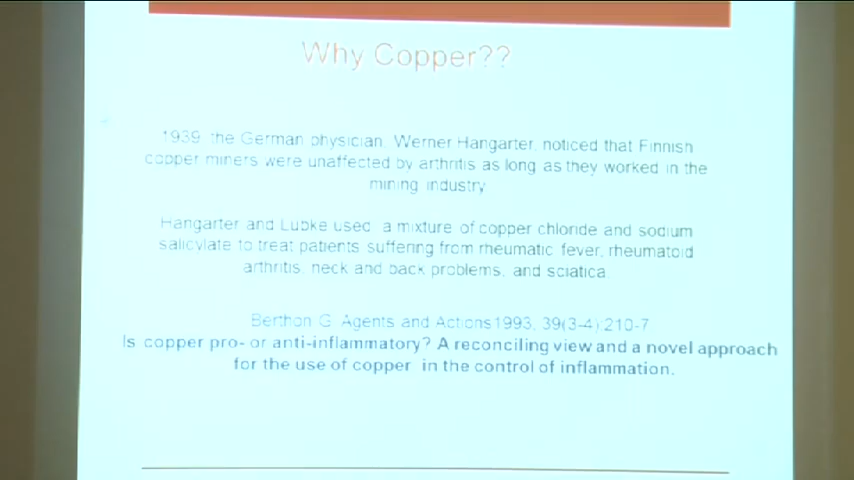 Why Copper??
1939, the German physician, Werner Hangarter, noticed that Finnish
copper miners were unaffected by arthritis as long as they worked in the
mining industry
Hangarter and Lubke used a mixture of copper chloride and sodium
salicylate to treat patients suffering from rheumatic fever, rheumatoid
arthritis, neck and back problems, and sciatica.
Berthon G. Agents and Actions1993, 39(3-4):210-7
Is copper pro- or anti-inflammatory? A reconciling view and a novel approach
for the use of copper in the control of inflammation.